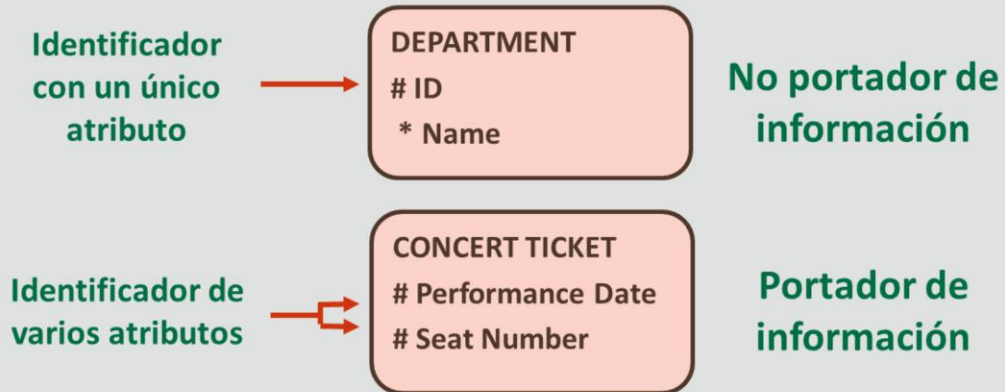 Identificador
con un único
atributo
DEPARTMENT
# ID
* Name
No portador de
información
Identificador de
varios atributos
CONCERT TICKET
# Performance Date
# Seat Number
Portador de
información